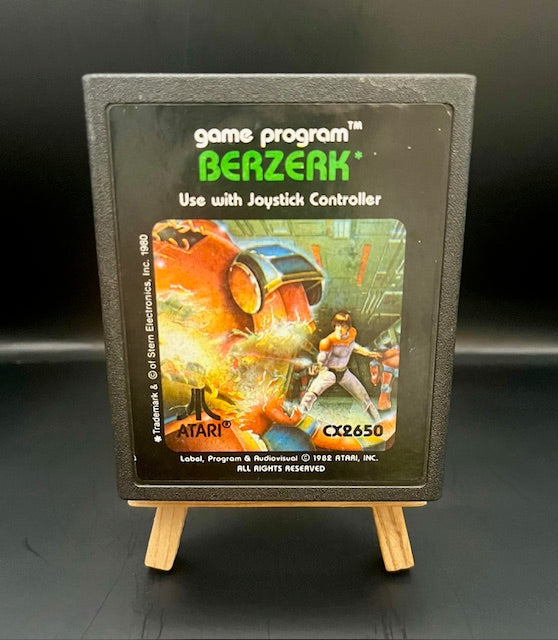 game program™
BERZERK*
Use with Joystick Controller
* Trademark & © of Stern Electronics, Inc. 1980
ATARI®
CX2650
Label, Program & Audiovisual © 1982 ATARI, INC.
ALL RIGHTS RESERVED